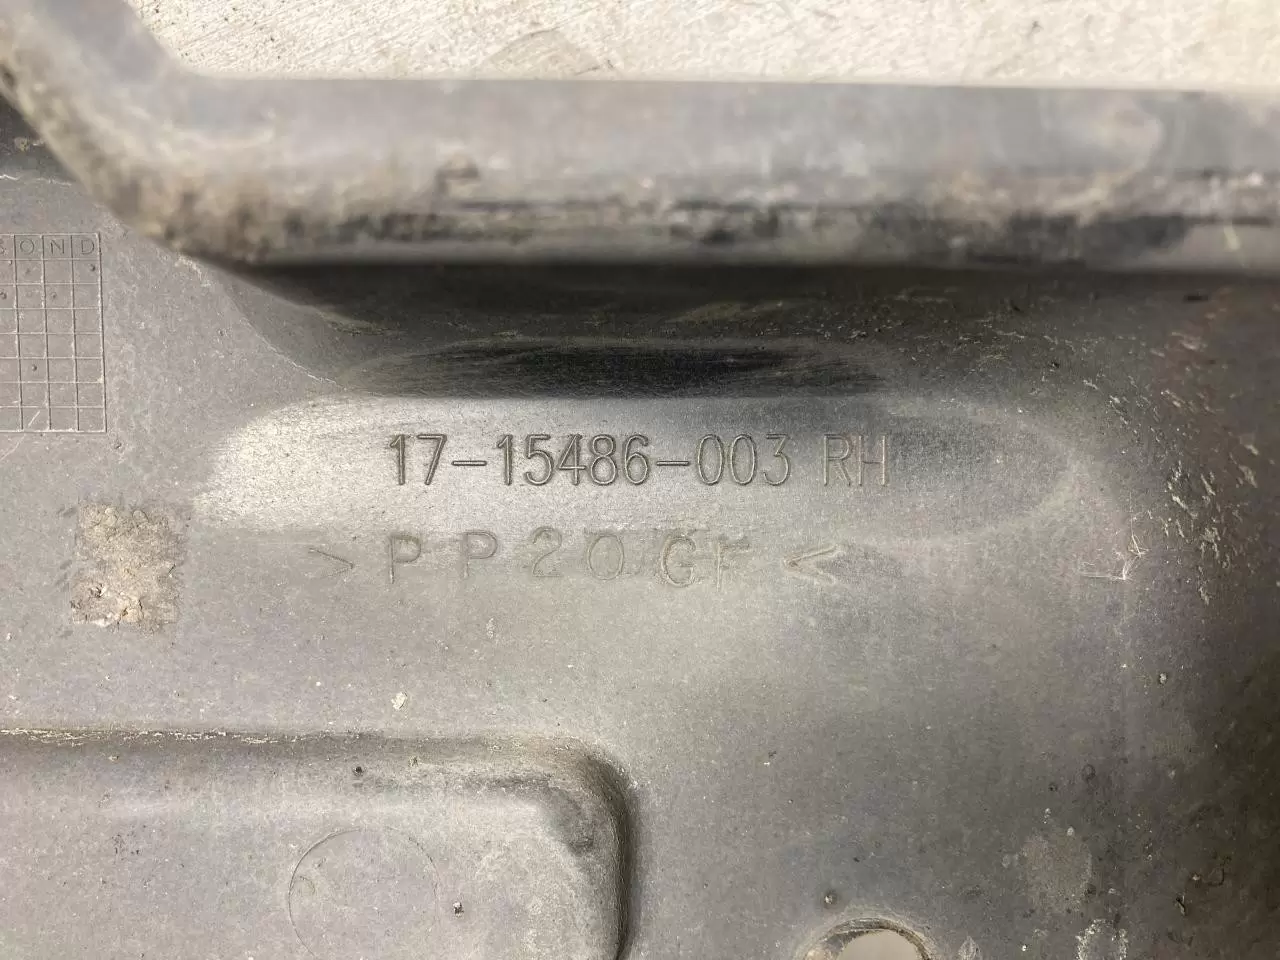 S O N D
17-15486-003 RH
>PP20GF<